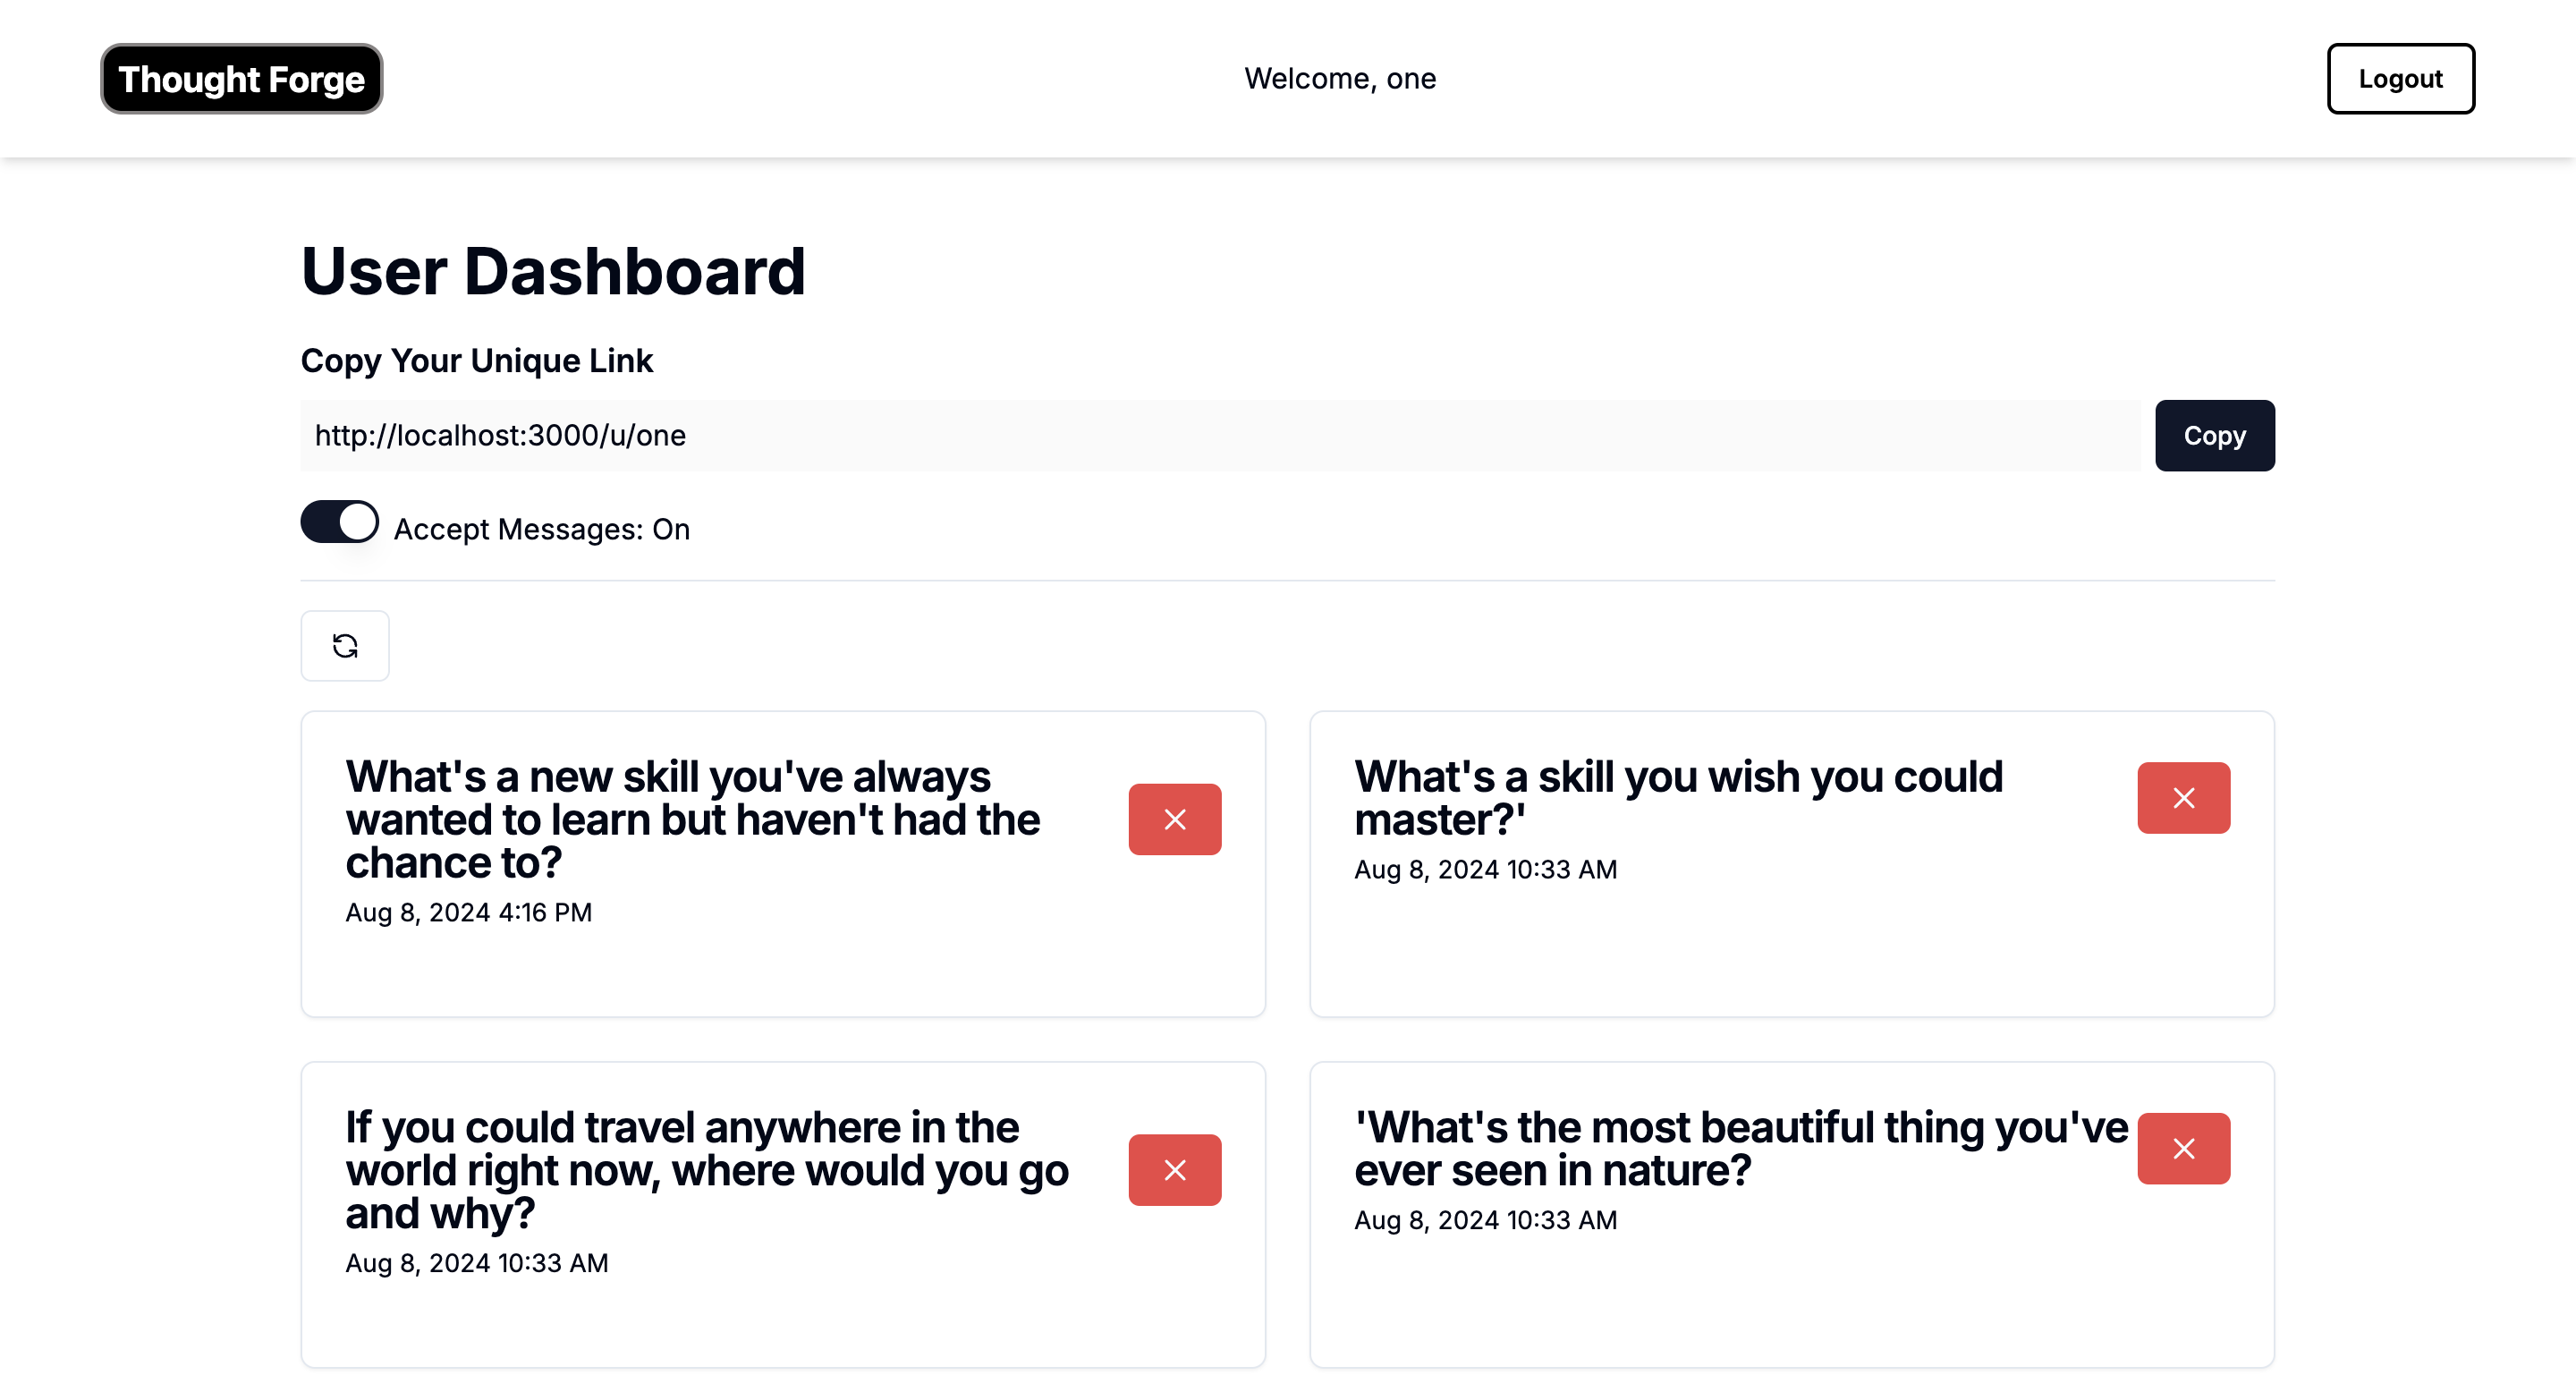 Thought Forge
Welcome, one
Logout
User Dashboard
Copy Your Unique Link
http://localhost:3000/u/one
Copy
Accept Messages: On
What's a new skill you've always
wanted to learn but haven't had the
chance to?
Aug 8, 2024 4:16 PM
What's a skill you wish you could
master?'
Aug 8, 2024 10:33 AM
If you could travel anywhere in the
world right now, where would you go
and why?
Aug 8, 2024 10:33 AM
'What's the most beautiful thing you've
ever seen in nature?
Aug 8, 2024 10:33 AM